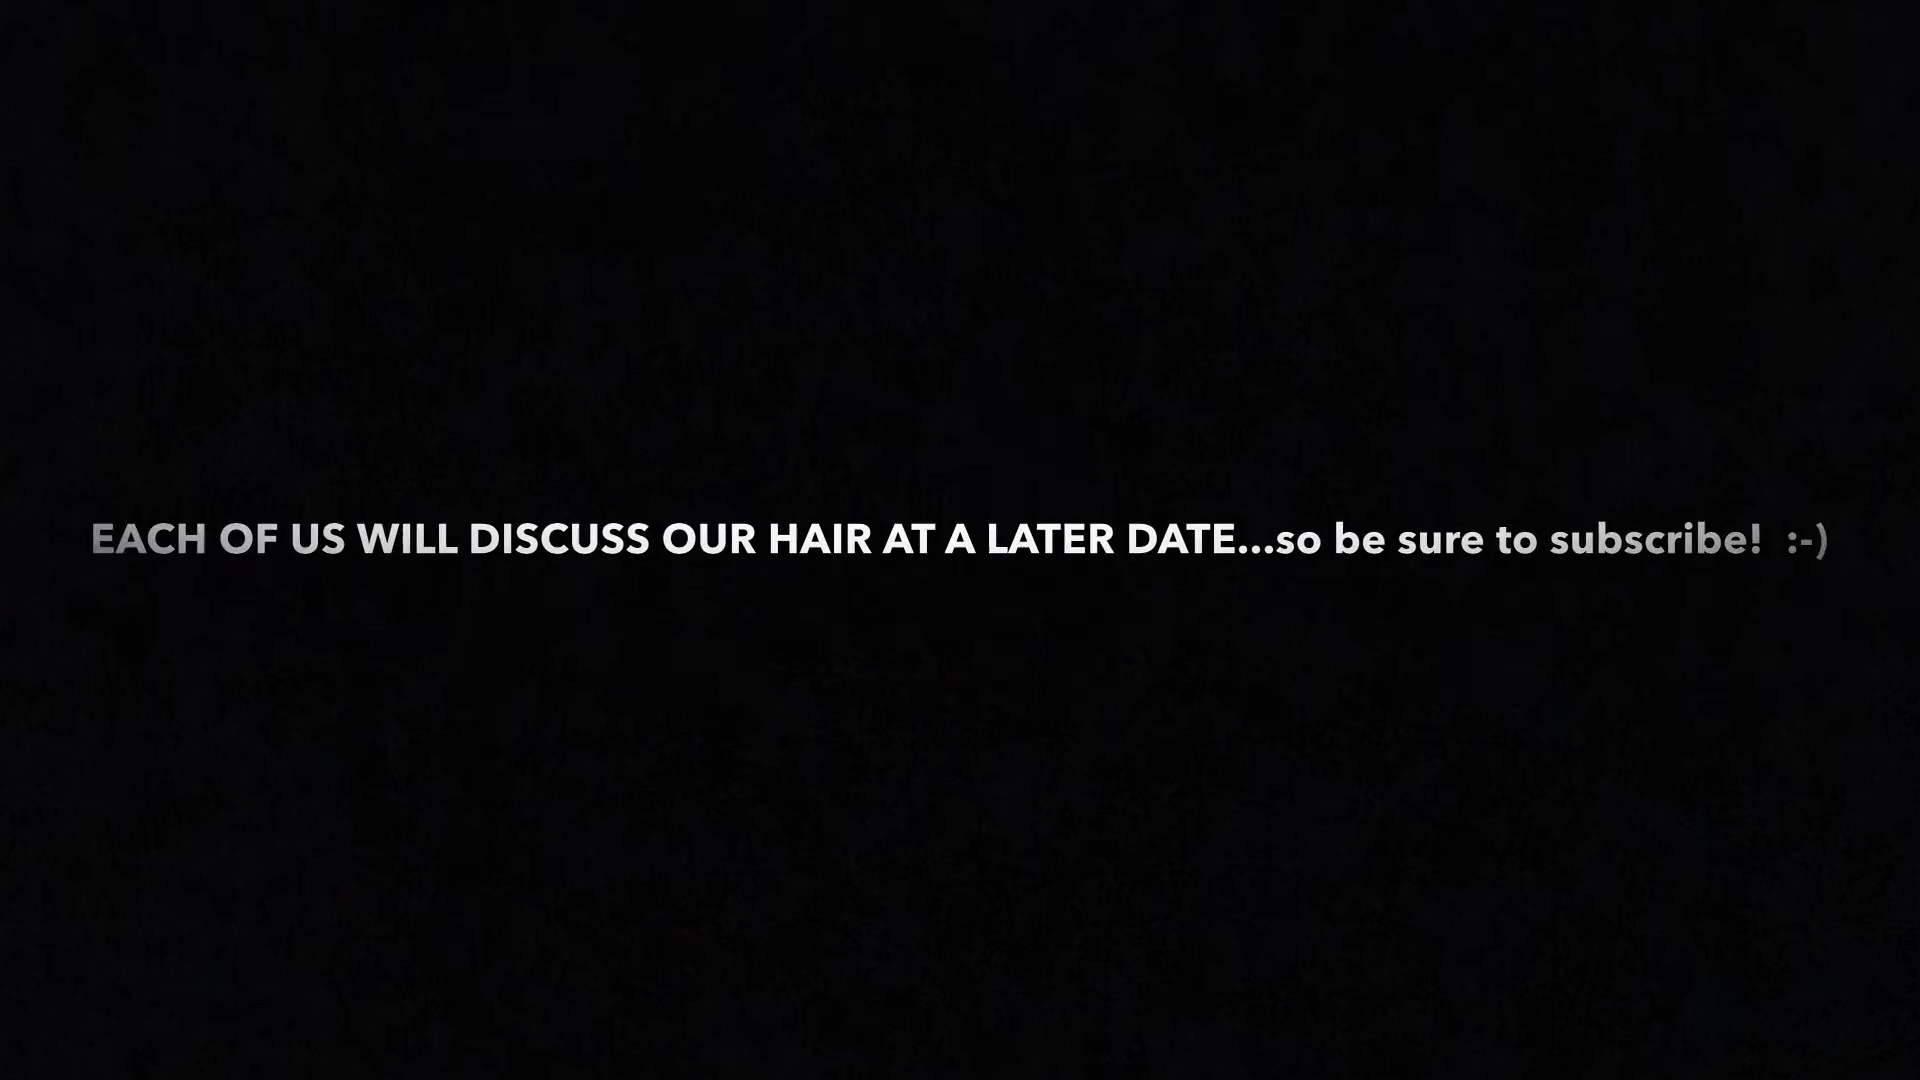 EACH OF US WILL DISCUSS OUR HAIR AT A LATER DATE...so be sure to subscribe!  :-)